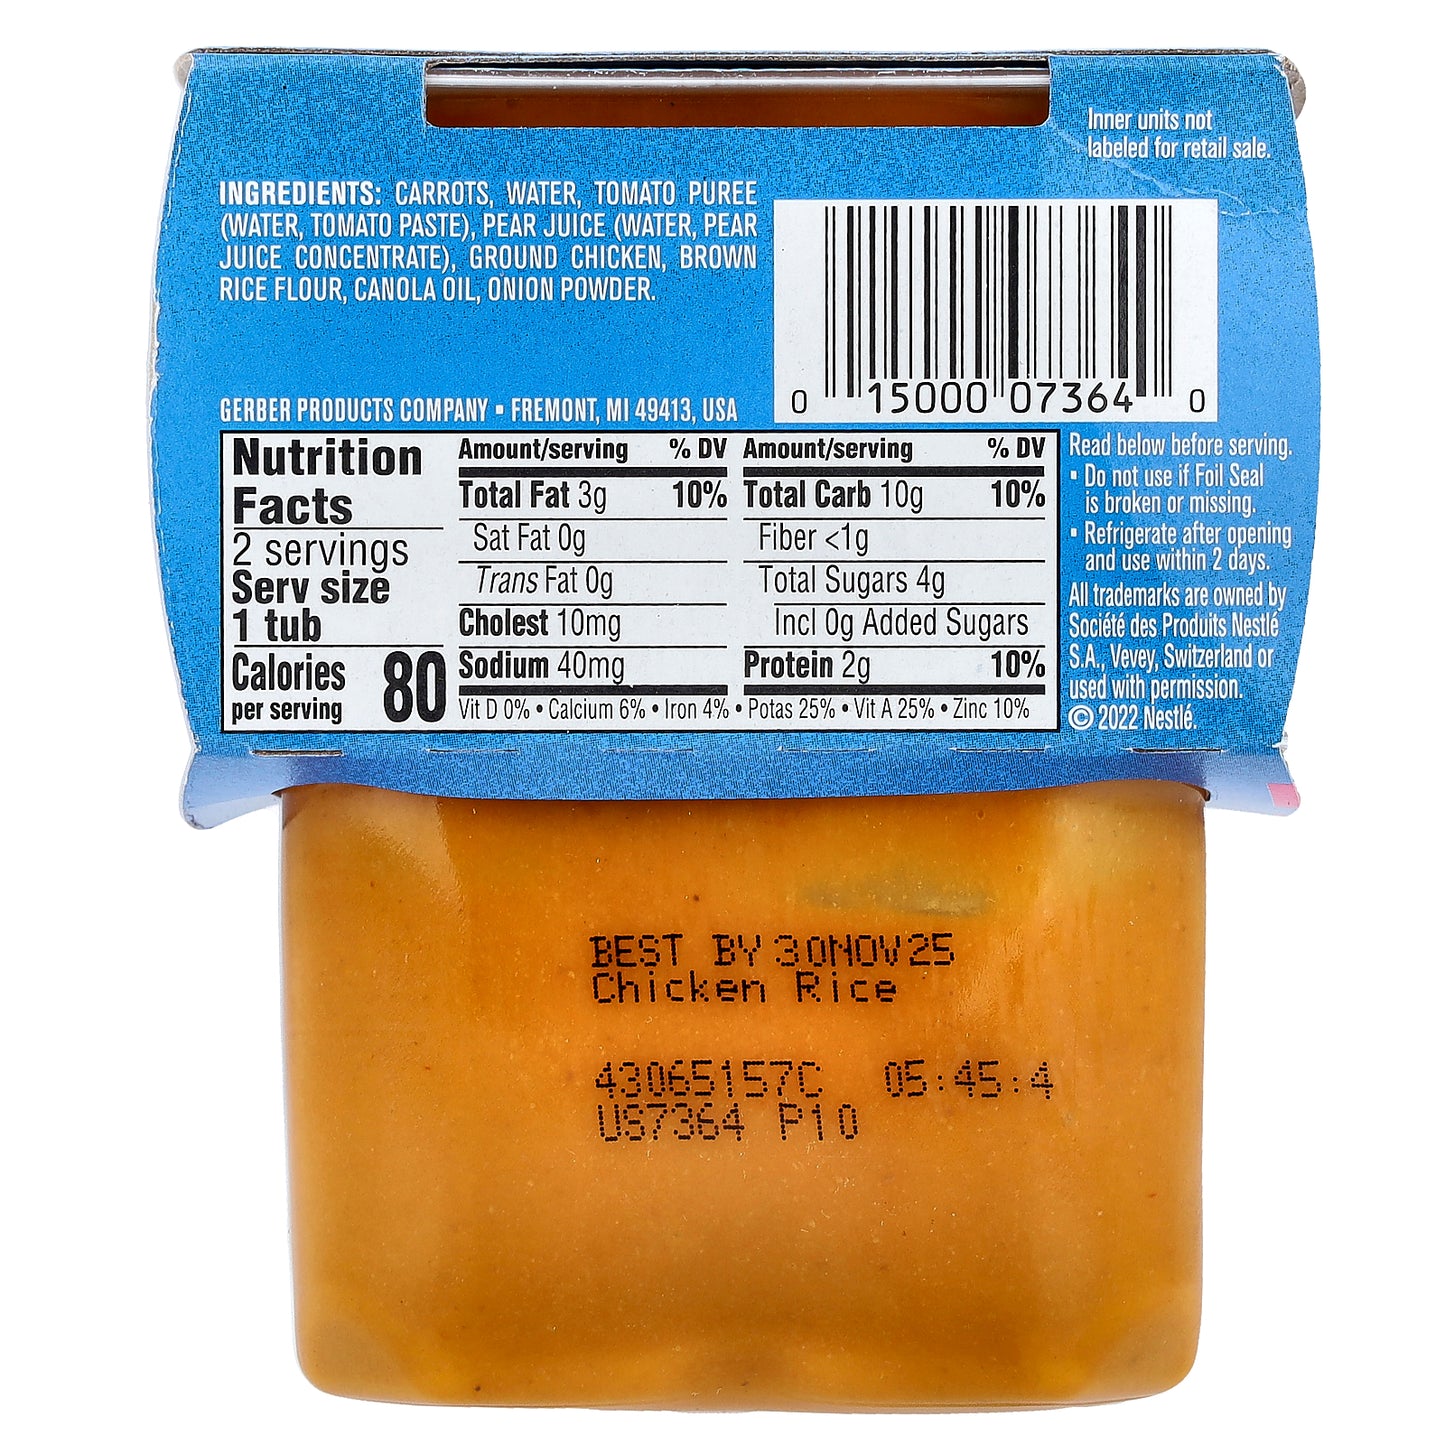 Inner units not
labeled for retail sale.
INGREDIENTS: CARROTS, WATER, TOMATO PUREE
(WATER, TOMATO PASTE), PEAR JUICE (WATER, PEAR
JUICE CONCENTRATE), GROUND CHICKEN, BROWN
RICE FLOUR, CANOLA OIL, ONION POWDER.
0 15000 07364 0
GERBER PRODUCTS COMPANY ▪ FREMONT, MI 49413, USA
Nutrition
Facts
2 servings
Serv size
1 tub
Calories 80
per serving
Amount/serving % DV
Total Fat 3g 10%
Sat Fat 0g
Trans Fat 0g
Cholest 10mg
Sodium 40mg
Amount/serving % DV
Total Carb 10g 10%
Fiber <1g
Total Sugars 4g
Incl 0g Added Sugars
Protein 2g 10%
Vit D 0% • Calcium 6% • Iron 4% • Potas 25% • Vit A 25% • Zinc 10%
Read below before serving.
• Do not use if Foil Seal
is broken or missing.
• Refrigerate after opening
and use within 2 days.
All trademarks are owned by
Société des Produits Nestlé
S.A., Vevey, Switzerland or
used with permission.
© 2022 Nestlé.
BEST BY 30NOV25
Chicken Rice
43065157C 05:45:4
US7364 P10